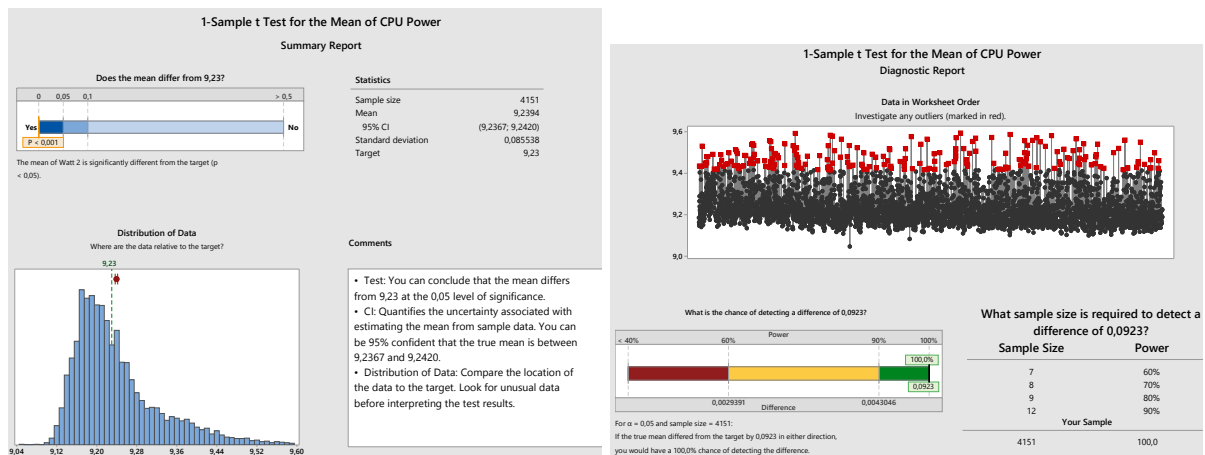 1-Sample t Test for the Mean of CPU Power
Summary Report
Does the mean differ from 9,23?
0 0,05 0,1 > 0,5
Yes No
P < 0,001
The mean of Watt 2 is significantly different from the target (p
< 0,05).
Statistics
Sample size 4151
Mean 9,2394
95% CI (9,2367; 9,2420)
Standard deviation 0,085538
Target 9,23
Distribution of Data
Where are the data relative to the target?
9,23
9,04 9,12 9,20 9,28 9,36 9,44 9,52 9,60
Comments
• Test: You can conclude that the mean differs
from 9,23 at the 0,05 level of significance.
• CI: Quantifies the uncertainty associated with
estimating the mean from sample data. You can
be 95% confident that the true mean is between
9,2367 and 9,2420.
• Distribution of Data: Compare the location of
the data to the target. Look for unusual data
before interpreting the test results.
1-Sample t Test for the Mean of CPU Power
Diagnostic Report
Data in Worksheet Order
Investigate any outliers (marked in red).
9,6
9,4
9,2
9,0
What is the chance of detecting a difference of 0,0923?
Power
< 40% 60% 90% 100%
100,0%
0,0923
0,0029391 0,0043046
Difference
For α = 0,05 and sample size = 4151:
If the true mean differed from the target by 0,0923 in either direction,
you would have a 100,0% chance of detecting the difference.
What sample size is required to detect a
difference of 0,0923?
Sample Size Power
7 60%
8 70%
9 80%
12 90%
Your Sample
4151 100,0